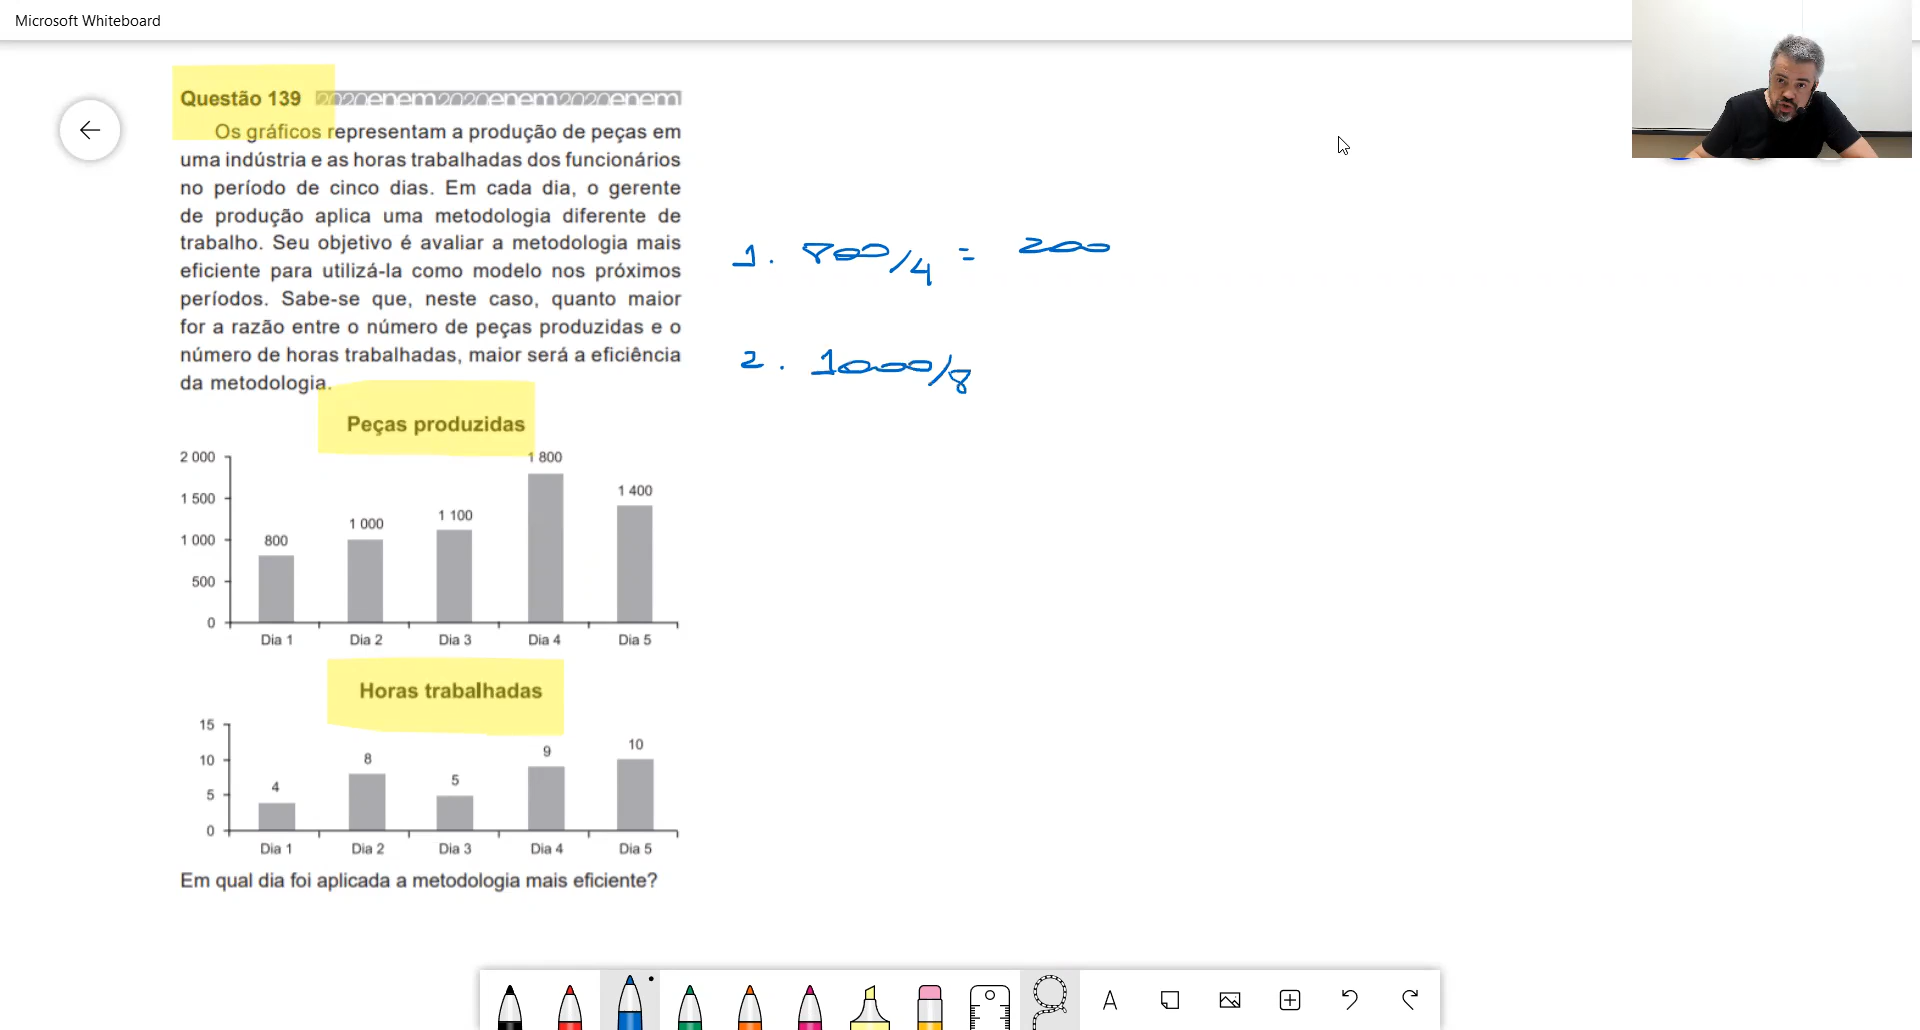 Microsoft Whiteboard
Questão 139 2020enem2020enem2020enem
Os gráficos representam a produção de peças em
uma indústria e as horas trabalhadas dos funcionários
no período de cinco dias. Em cada dia, o gerente
de produção aplica uma metodologia diferente de
trabalho. Seu objetivo é avaliar a metodologia mais
eficiente para utilizá-la como modelo nos próximos
períodos. Sabe-se que, neste caso, quanto maior
for a razão entre o número de peças produzidas e o
número de horas trabalhadas, maior será a eficiência
da metodologia.
1. 800/4 = 200
2. 1000/8
Peças produzidas
2 000
1 500
1 000
500
0
800
1 000
1 100
1 800
1 400
Dia 1 Dia 2 Dia 3 Dia 4 Dia 5
Horas trabalhadas
15
10
5
0
4
8
5
9
10
Dia 1 Dia 2 Dia 3 Dia 4 Dia 5
Em qual dia foi aplicada a metodologia mais eficiente?
A